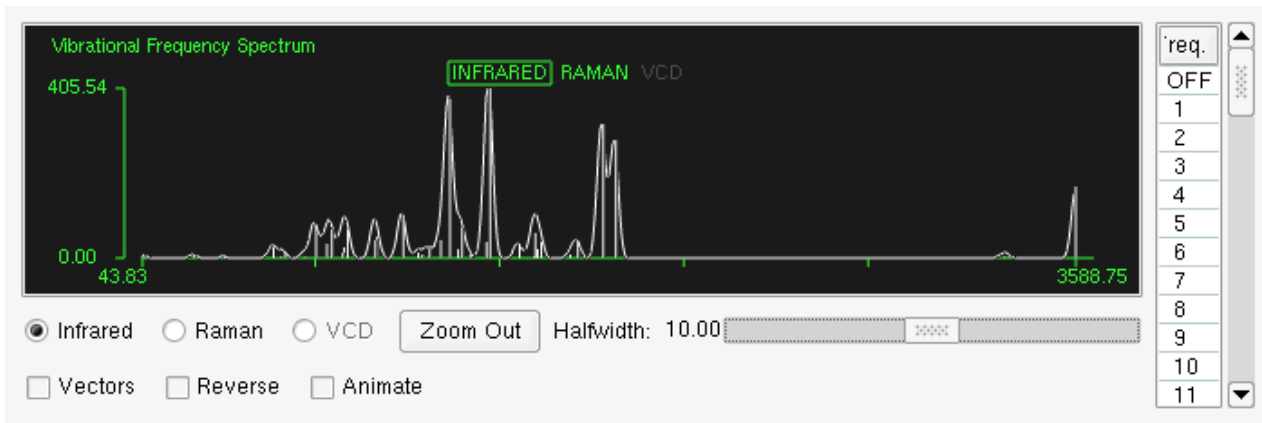 Vibrational Frequency Spectrum
INFRARED RAMAN VCD
405.54
0.00
43.83
3588.75
Infrared Raman VCD Zoom Out Halfwidth: 10.00
Vectors Reverse Animate
req.
OFF
1
2
3
4
5
6
7
8
9
10
11